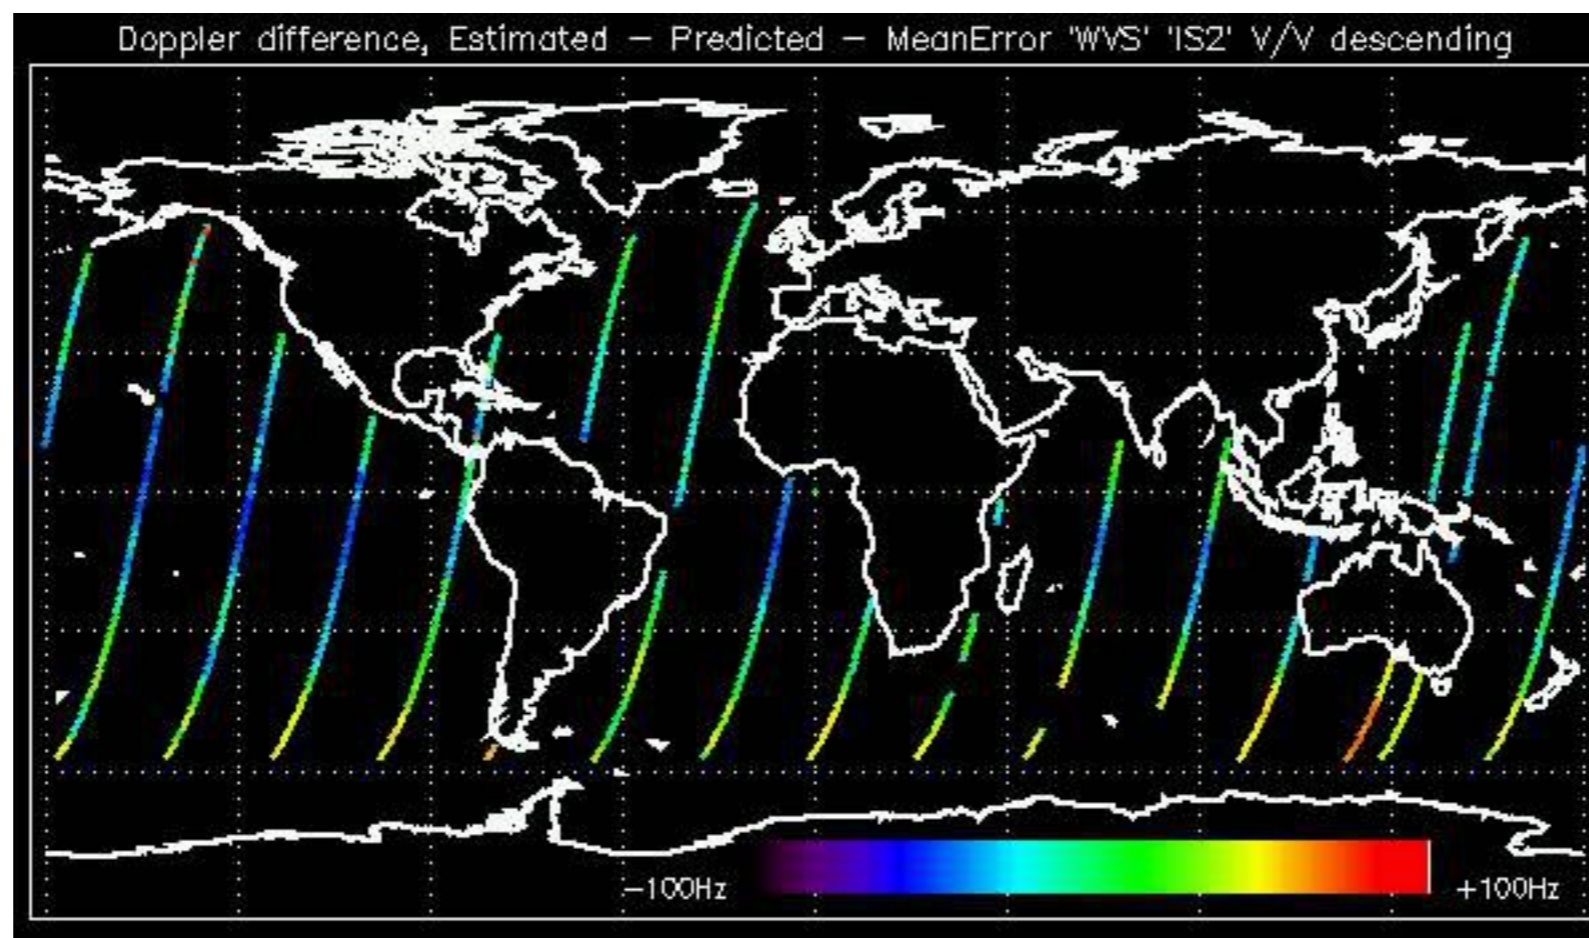 Doppler difference, Estimated – Predicted – MeanError 'WVS' 'IS2' V/V descending
–100Hz +100Hz